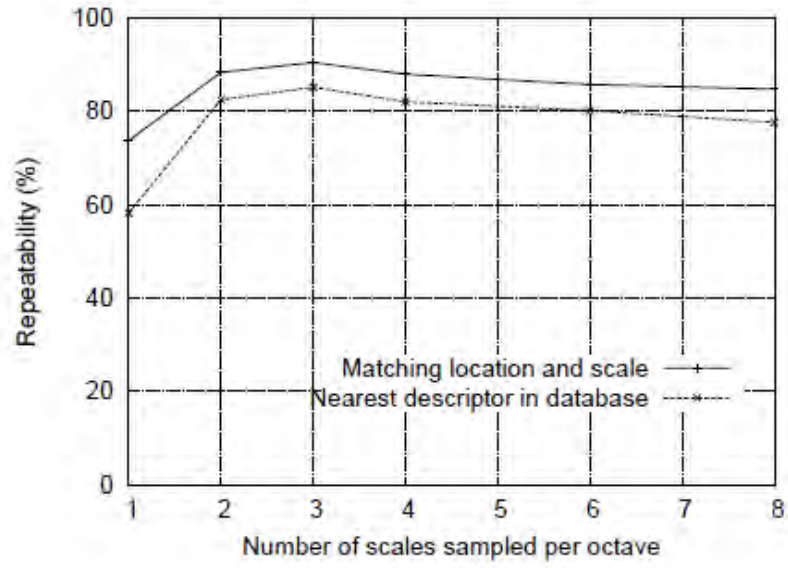 100
80
60
40
20
0
Repeatability (%)
Matching location and scale
Nearest descriptor in database
1 2 3 4 5 6 7 8
Number of scales sampled per octave